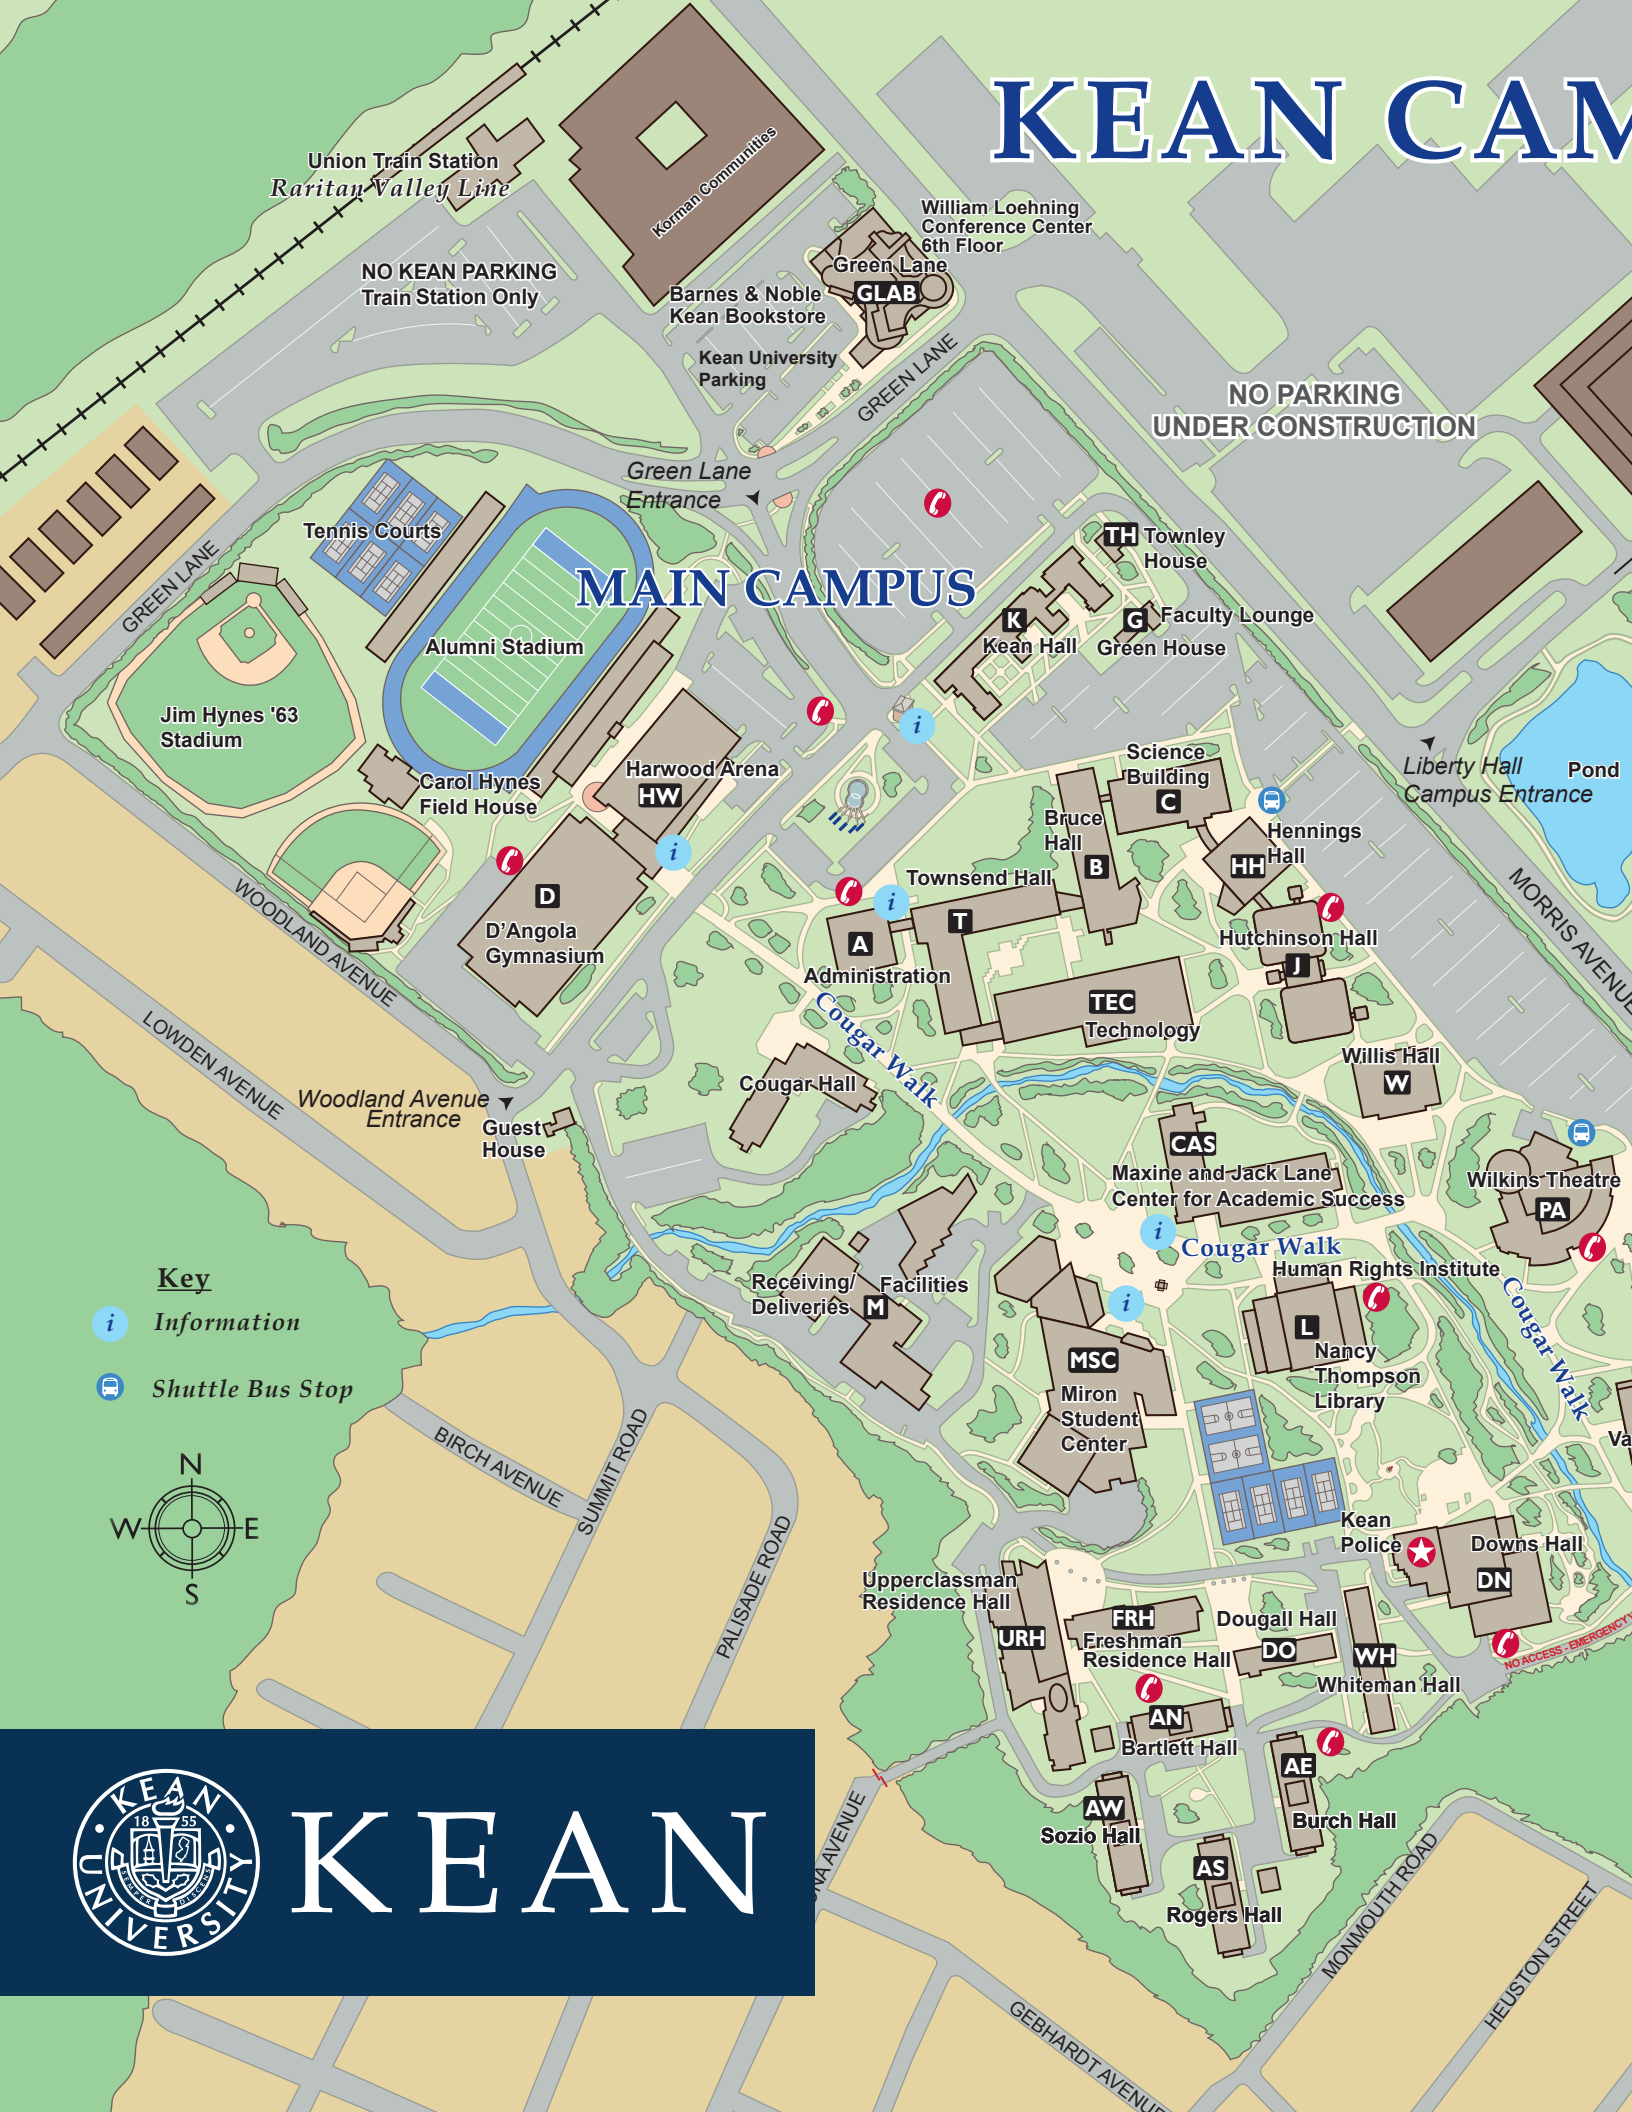 KEAN CAM
Union Train Station
Raritan Valley Line
Korman Communities
NO KEAN PARKING
Train Station Only
William Loehning
Conference Center
6th Floor
Green Lane
GLAB
Barnes & Noble
Kean Bookstore
Kean University
Parking
GREEN LANE
NO PARKING
UNDER CONSTRUCTION
Green Lane
Entrance
Tennis Courts
GREEN LANE
MAIN CAMPUS
TH
Townley
House
K
Kean Hall
G
Faculty Lounge
Green House
Alumni Stadium
Jim Hynes '63
Stadium
Carol Hynes
Field House
Harwood Arena
HW
i
i
Science
Building
C
Bruce
Hall
B
Hennings
Hall
HH
Liberty Hall
Campus Entrance
Pond
MORRIS AVENUE
D
D'Angola
Gymnasium
WOODLAND AVENUE
LOWDEN AVENUE
i
Townsend Hall
T
A
Administration
Hutchinson Hall
J
TEC
Technology
Cougar Walk
Willis Hall
W
Cougar Hall
Woodland Avenue
Entrance
Guest
House
CAS
Maxine and Jack Lane
Center for Academic Success
Wilkins Theatre
PA
i
Cougar Walk
Human Rights Institute
Cougar Walk
Receiving/
Deliveries
M
Facilities
i
L
Nancy
Thompson
Library
MSC
Miron
Student
Center
Va
Key
i
Information
Shuttle Bus Stop
N
W
E
S
BIRCH AVENUE
SUMMIT ROAD
PALISADE ROAD
Kean
Police
Downs Hall
DN
NO ACCESS - EMERGENCY V
Upperclassman
Residence Hall
URH
FRH
Freshman
Residence Hall
Dougall Hall
DO
WH
Whiteman Hall
AN
Bartlett Hall
AE
Burch Hall
AW
Sozio Hall
AS
Rogers Hall
KEAN
UNIVERSITY
1855
SEMPER DISCENS
KEAN
NA AVENUE
MONMOUTH ROAD
HEUSTON STREET
GEBHARDT AVENUE